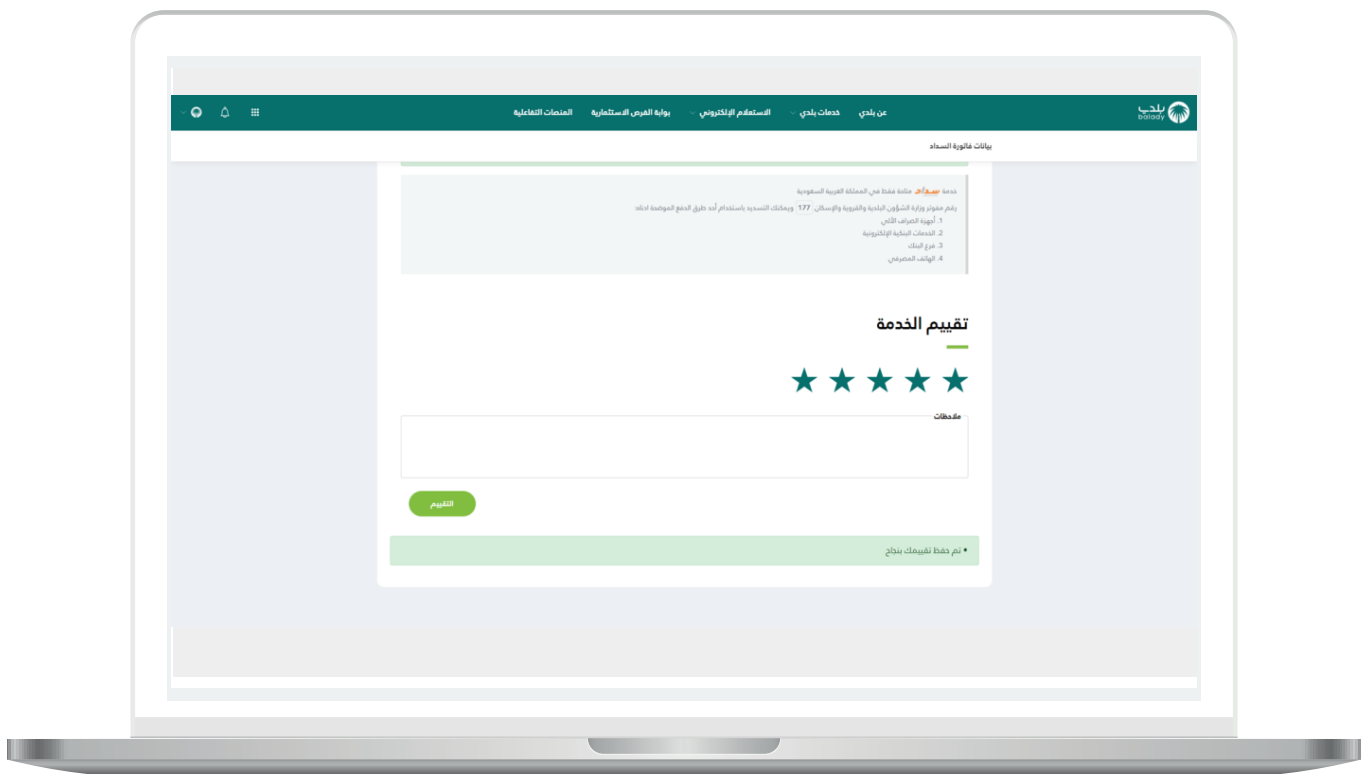 بلدي
balady
عن بلدي
خدمات بلدي
الاستعلام الإلكتروني
بوابة الفرص الاستثمارية
المنصات التفاعلية
بيانات فاتورة السداد
خدمة سداد متاحة فقط في المملكة العربية السعودية
رقم مفوتر وزارة الشؤون البلدية والقروية والإسكان 177 ويمكنك التسديد باستخدام أحد طرق الدفع الموضحة ادناه:
1. أجهزة الصراف الآلي
2. الخدمات البنكية الإلكترونية
3. فرع البنك
4. الهاتف المصرفي
تقييم الخدمة
ملاحظات
التقييم
• تم حفظ تقييمك بنجاح